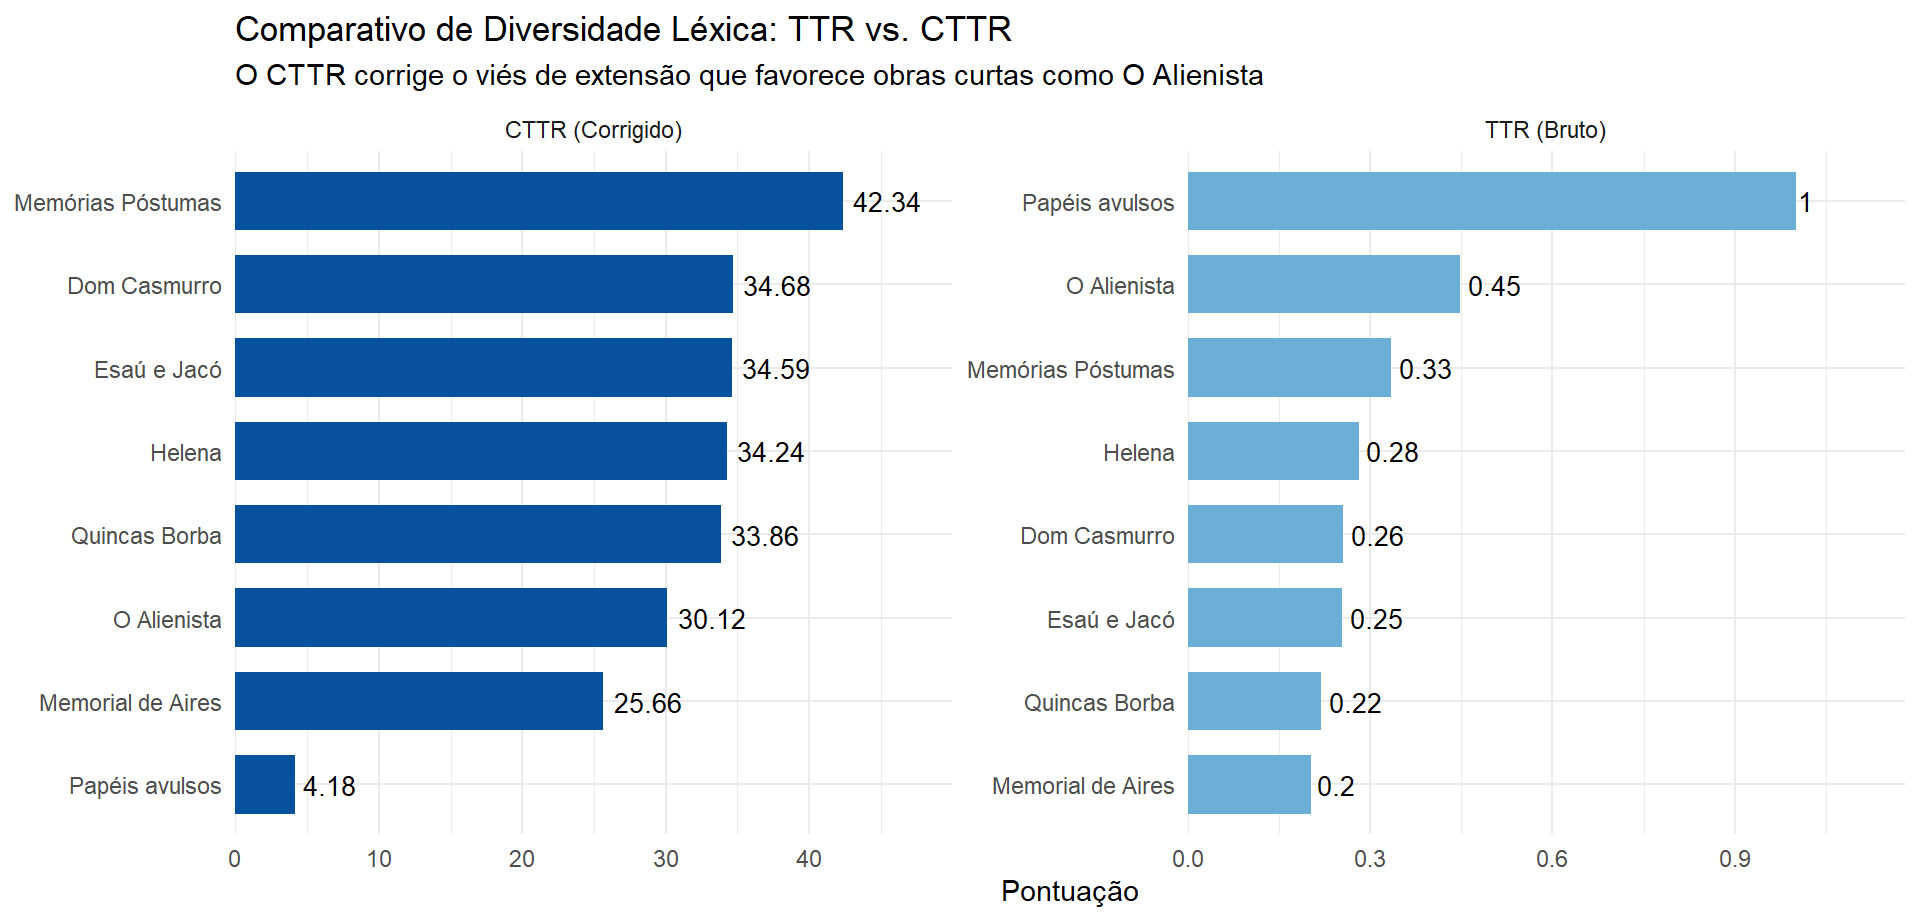 Comparativo de Diversidade Léxica: TTR vs. CTTR
O CTTR corrige o viés de extensão que favorece obras curtas como O Alienista
CTTR (Corrigido)
Memórias Póstumas 42.34
Dom Casmurro 34.68
Esaú e Jacó 34.59
Helena 34.24
Quincas Borba 33.86
O Alienista 30.12
Memorial de Aires 25.66
Papéis avulsos 4.18
0 10 20 30 40
TTR (Bruto)
Papéis avulsos 1
O Alienista 0.45
Memórias Póstumas 0.33
Helena 0.28
Dom Casmurro 0.26
Esaú e Jacó 0.25
Quincas Borba 0.22
Memorial de Aires 0.2
0.0 0.3 0.6 0.9
Pontuação